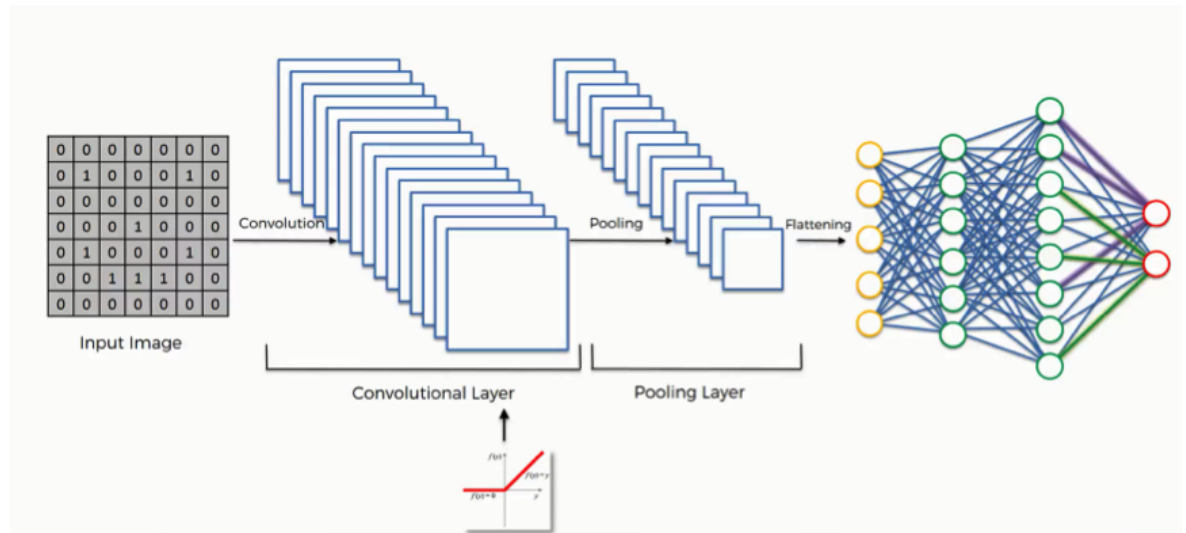 0 0 0 0 0 0 0
0 1 0 0 0 1 0
0 0 0 0 0 0 0
0 0 0 1 0 0 0
0 1 0 0 0 1 0
0 0 1 1 1 0 0
0 0 0 0 0 0 0
Input Image
Convolution
Pooling
Flattening
Convolutional Layer
Pooling Layer
f(y)
f(y)=y
f(y)=0
y